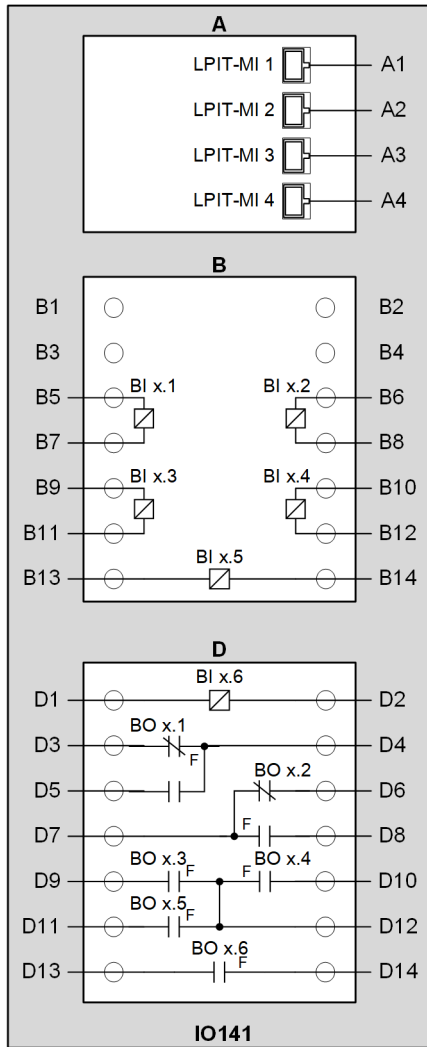 A
LPIT-MI 1 A1
LPIT-MI 2 A2
LPIT-MI 3 A3
LPIT-MI 4 A4
B
B1 B2
B3 B4
BI x.1 BI x.2
B5 B6
B7 B8
BI x.3 BI x.4
B9 B10
B11 B12
BI x.5
B13 B14
D
BI x.6
D1 D2
BO x.1
D3 F D4
BO x.2
D5 D6
D7 F D8
BO x.3 F F BO x.4
D9 D10
BO x.5 F
D11 D12
BO x.6
D13 F D14
IO141